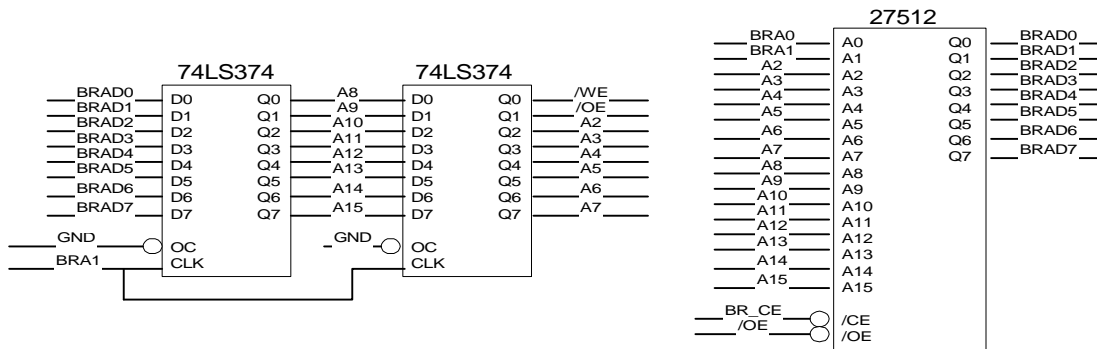 27512
74LS374 74LS374
BRAD0 D0 Q0 A8 D0 Q0 /WE
BRAD1 D1 Q1 A9 D1 Q1 /OE
BRAD2 D2 Q2 A10 D2 Q2 A2
BRAD3 D3 Q3 A11 D3 Q3 A3
BRAD4 D4 Q4 A12 D4 Q4 A4
BRAD5 D5 Q5 A13 D5 Q5 A5
BRAD6 D6 Q6 A14 D6 Q6 A6
BRAD7 D7 Q7 A15 D7 Q7 A7
GND OC GND OC
BRA1 CLK CLK
BRA0 A0 Q0 BRAD0
BRA1 A1 Q1 BRAD1
A2 A2 Q2 BRAD2
A3 A3 Q3 BRAD3
A4 A4 Q4 BRAD4
A5 A5 Q5 BRAD5
A6 A6 Q6 BRAD6
A7 A7 Q7 BRAD7
A8 A8
A9 A9
A10 A10
A11 A11
A12 A12
A13 A13
A14 A14
A15 A15
BR_CE /CE
/OE /OE